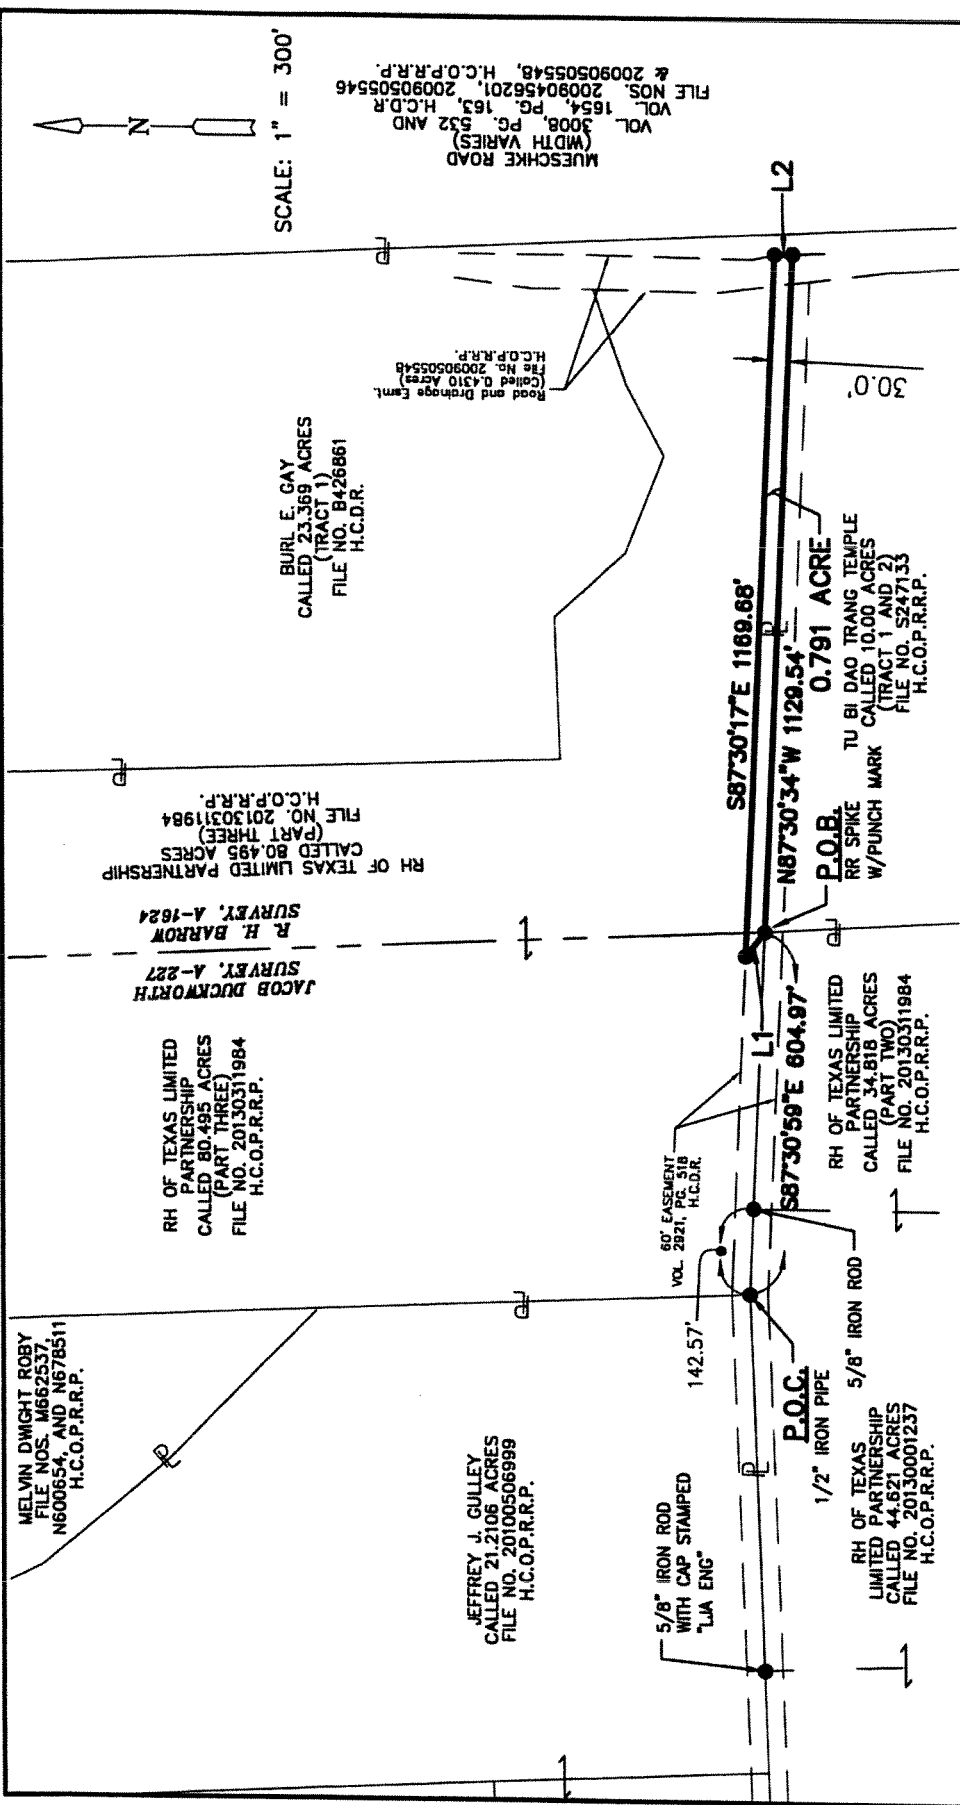 SCALE: 1" = 300'
N
MUESCHKE ROAD
(WIDTH VARIES)
VOL. 3008, PG. 532 AND
VOL. 1654, PG. 163, H.C.D.R
FILE NOS. 20090456201, 20090505546
& 20090505548, H.C.O.P.R.R.P.
L2
30.0'
Road and Drainage Esmt.
(Called 0.4310 Acres)
File No. 20090505548
H.C.O.P.R.R.P.
BURL E. GAY
CALLED 23.369 ACRES
(TRACT 1)
FILE NO. B426861
H.C.D.R.
S87°30'17"E 1169.68'
N87°30'34"W 1129.54'
0.791 ACRE
TU BI DAO TRANG TEMPLE
CALLED 10.00 ACRES
(TRACT 1 AND 2)
FILE NO. S247133
H.C.O.P.R.R.P.
P.O.B.
RR SPIKE
W/PUNCH MARK
RH OF TEXAS LIMITED PARTNERSHIP
CALLED 80.495 ACRES
(PART THREE)
FILE NO. 20130311984
H.C.O.P.R.R.P.
R. H. BARROW
SURVEY, A-1624
JACOB DUCKWORTH
SURVEY, A-227
RH OF TEXAS LIMITED
PARTNERSHIP
CALLED 80.495 ACRES
(PART THREE)
FILE NO. 20130311984
H.C.O.P.R.R.P.
L1
S87°30'59"E 604.97'
60' EASEMENT
VOL. 2921, PG. 518
H.C.D.R.
RH OF TEXAS LIMITED
PARTNERSHIP
CALLED 34.818 ACRES
(PART TWO)
FILE NO. 20130311984
H.C.O.P.R.R.P.
142.57'
5/8" IRON ROD
P.O.C.
1/2" IRON PIPE
MELVIN DWIGHT ROBY
FILE NOS. M662537,
N600654, AND N678511
H.C.O.P.R.R.P.
JEFFREY J. GULLEY
CALLED 21.2106 ACRES
FILE NO. 20100506999
H.C.O.P.R.R.P.
5/8" IRON ROD
WITH CAP STAMPED
"LJA ENG"
RH OF TEXAS
LIMITED PARTNERSHIP
CALLED 44.621 ACRES
FILE NO. 20130001237
H.C.O.P.R.R.P.